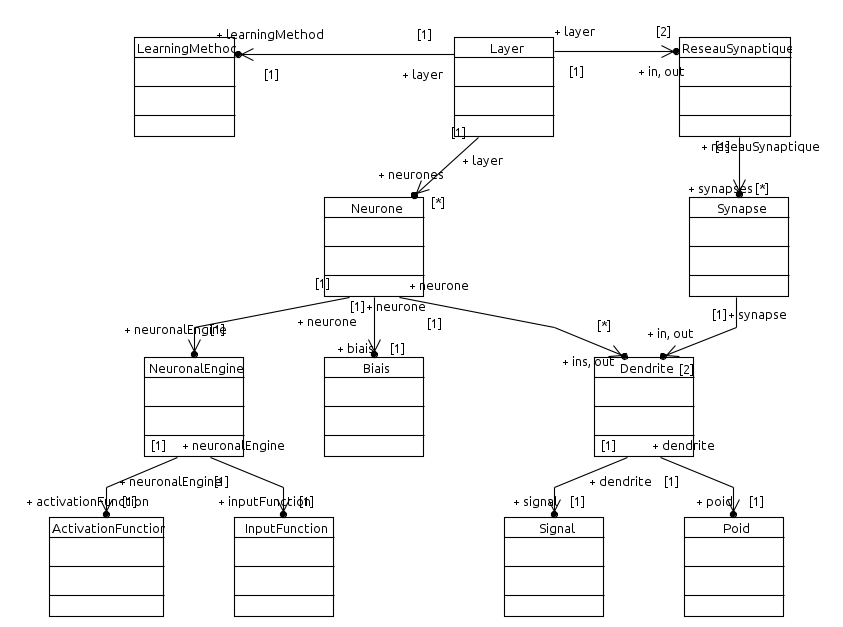 + learningMethod
[1]
+ layer
[2]
LearningMethod
Layer
ReseauSynaptique
[1]
+ layer
[1]
+ in, out
[1]
+ layer
[1]
+ reseauSynaptique
+ neurones
[*]
+ synapses
[*]
Neurone
Synapse
[1]
+ neurone
[1]
+ neurone
[1]
+ synapse
+ neuronalEngine
[1]
+ neurone
[1]
[*]
+ in, out
+ biais
[1]
+ ins, out
NeuronalEngine
Biais
Dendrite
[2]
[1]
+ neuronalEngine
[1]
+ dendrite
+ neuronalEngine
[1]
+ dendrite
[1]
+ activationFunction
[1]
+ inputFunction
[1]
+ signal
[1]
+ poid
[1]
ActivationFunction
InputFunction
Signal
Poid